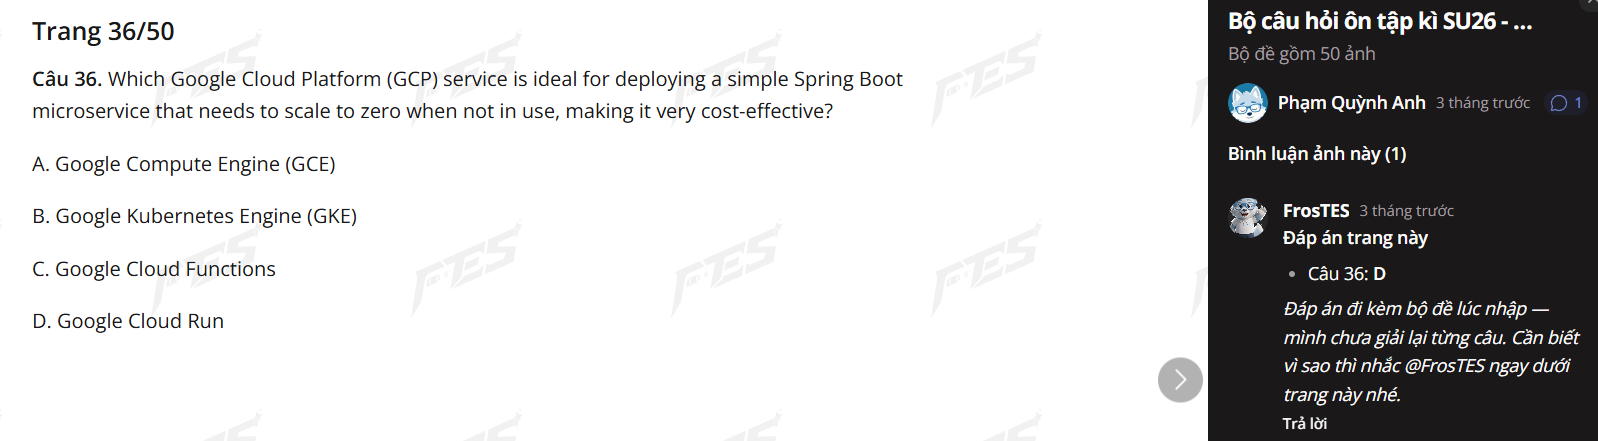 Trang 36/50
Câu 36. Which Google Cloud Platform (GCP) service is ideal for deploying a simple Spring Boot
microservice that needs to scale to zero when not in use, making it very cost-effective?
A. Google Compute Engine (GCE)
B. Google Kubernetes Engine (GKE)
C. Google Cloud Functions
D. Google Cloud Run
Bộ câu hỏi ôn tập kì SU26 - ...
Bộ đề gồm 50 ảnh
Phạm Quỳnh Anh 3 tháng trước 1
Bình luận ảnh này (1)
FrosTES 3 tháng trước
Đáp án trang này
• Câu 36: D
Đáp án đi kèm bộ đề lúc nhập —
mình chưa giải lại từng câu. Cần biết
vì sao thì nhắc @FrosTES ngay dưới
trang này nhé.
Trả lời